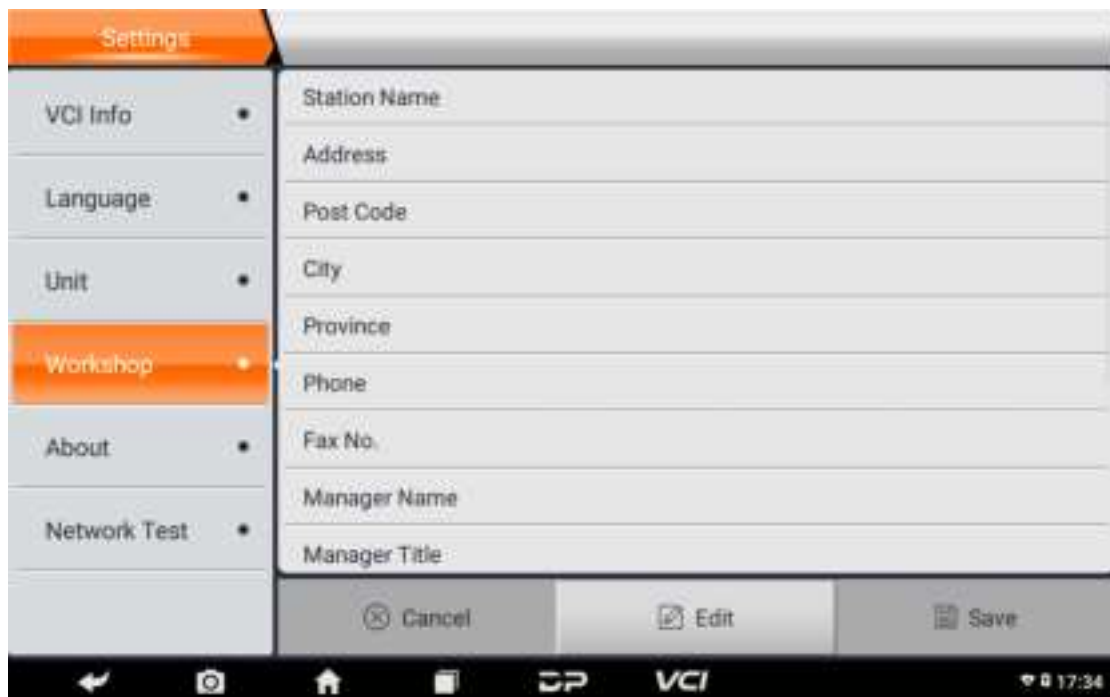 Settings
VCI Info
Language
Unit
Workshop
About
Network Test
Station Name
Address
Post Code
City
Province
Phone
Fax No.
Manager Name
Manager Title
Cancel
Edit
Save
VCI
17:34